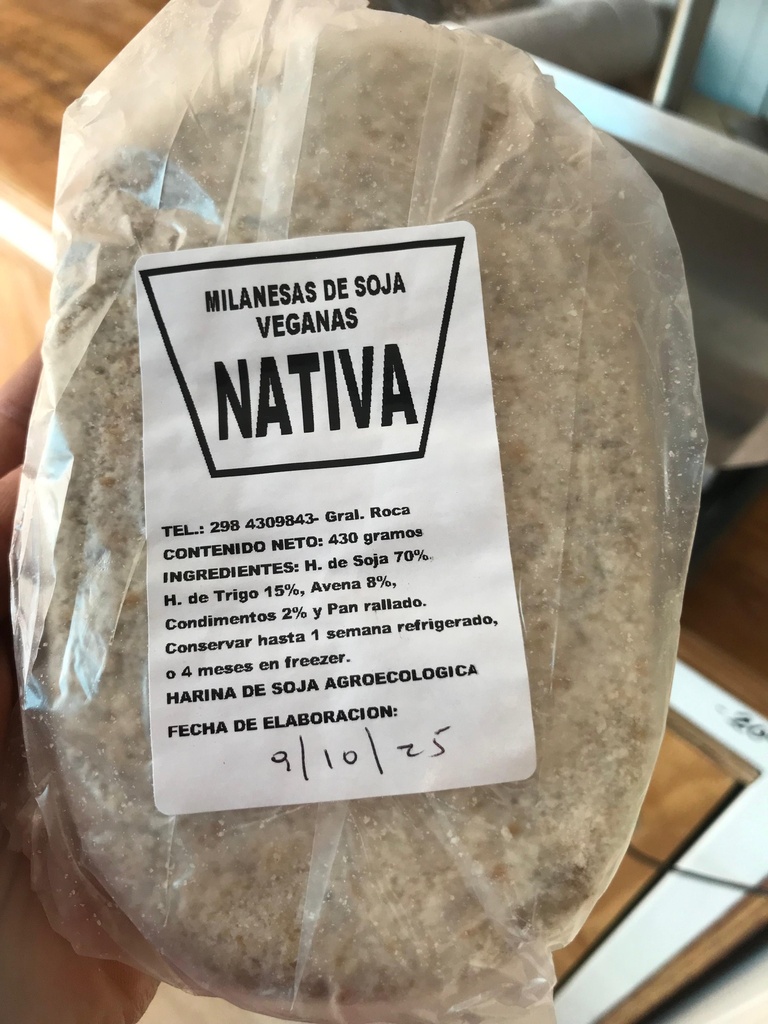 MILANESAS DE SOJA
VEGANAS
NATIVA
TEL.: 298 4309843- Gral. Roca
CONTENIDO NETO: 430 gramos
INGREDIENTES: H. de Soja 70%.
H. de Trigo 15%, Avena 8%,
Condimentos 2% y Pan rallado.
Conservar hasta 1 semana refrigerado,
o 4 meses en freezer.
HARINA DE SOJA AGROECOLOGICA
FECHA DE ELABORACION:
9/10/25